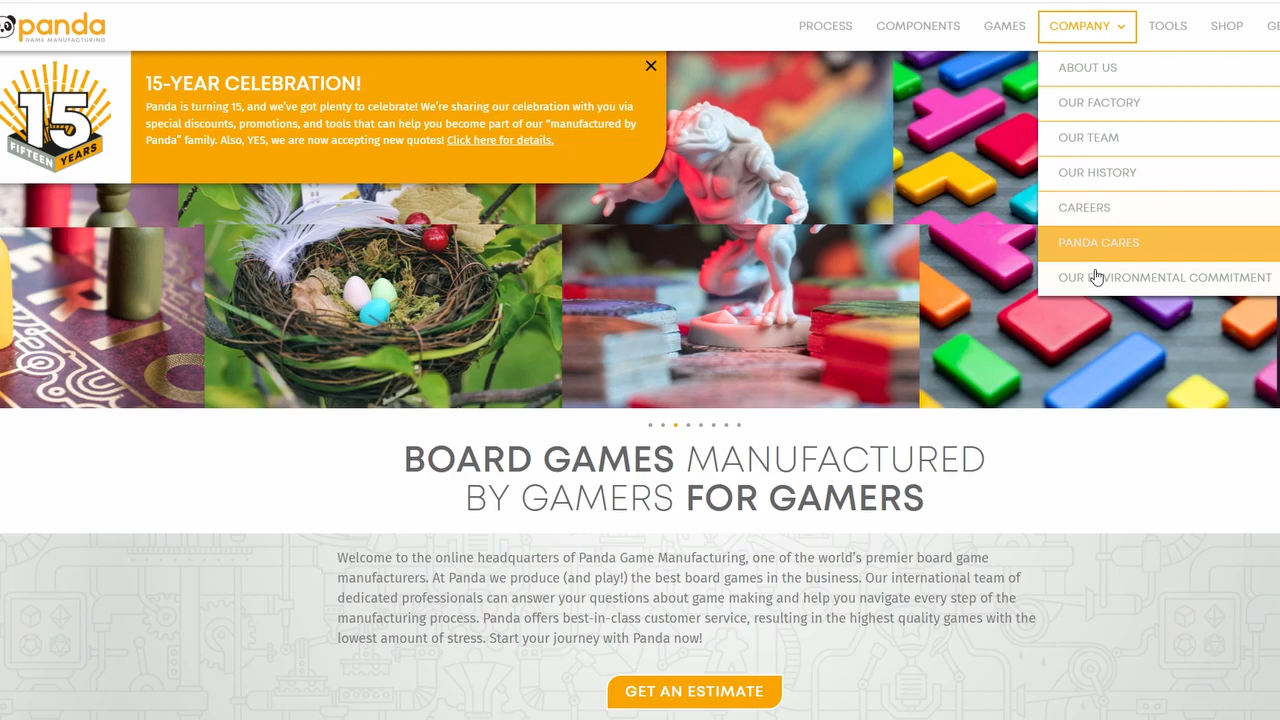 panda
GAME MANUFACTURING
PROCESS
COMPONENTS
GAMES
COMPANY
TOOLS
SHOP
GE
15-YEAR CELEBRATION!
Panda is turning 15, and we've got plenty to celebrate! We're sharing our celebration with you via
special discounts, promotions, and tools that can help you become part of our "manufactured by
Panda" family. Also, YES, we are now accepting new quotes! Click here for details.
15
FIFTEEN YEARS
ABOUT US
OUR FACTORY
OUR TEAM
OUR HISTORY
CAREERS
PANDA CARES
OUR ENVIRONMENTAL COMMITMENT
BOARD GAMES MANUFACTURED
BY GAMERS FOR GAMERS
Welcome to the online headquarters of Panda Game Manufacturing, one of the world's premier board game
manufacturers. At Panda we produce (and play!) the best board games in the business. Our international team of
dedicated professionals can answer your questions about game making and help you navigate every step of the
manufacturing process. Panda offers best-in-class customer service, resulting in the highest quality games with the
lowest amount of stress. Start your journey with Panda now!
GET AN ESTIMATE